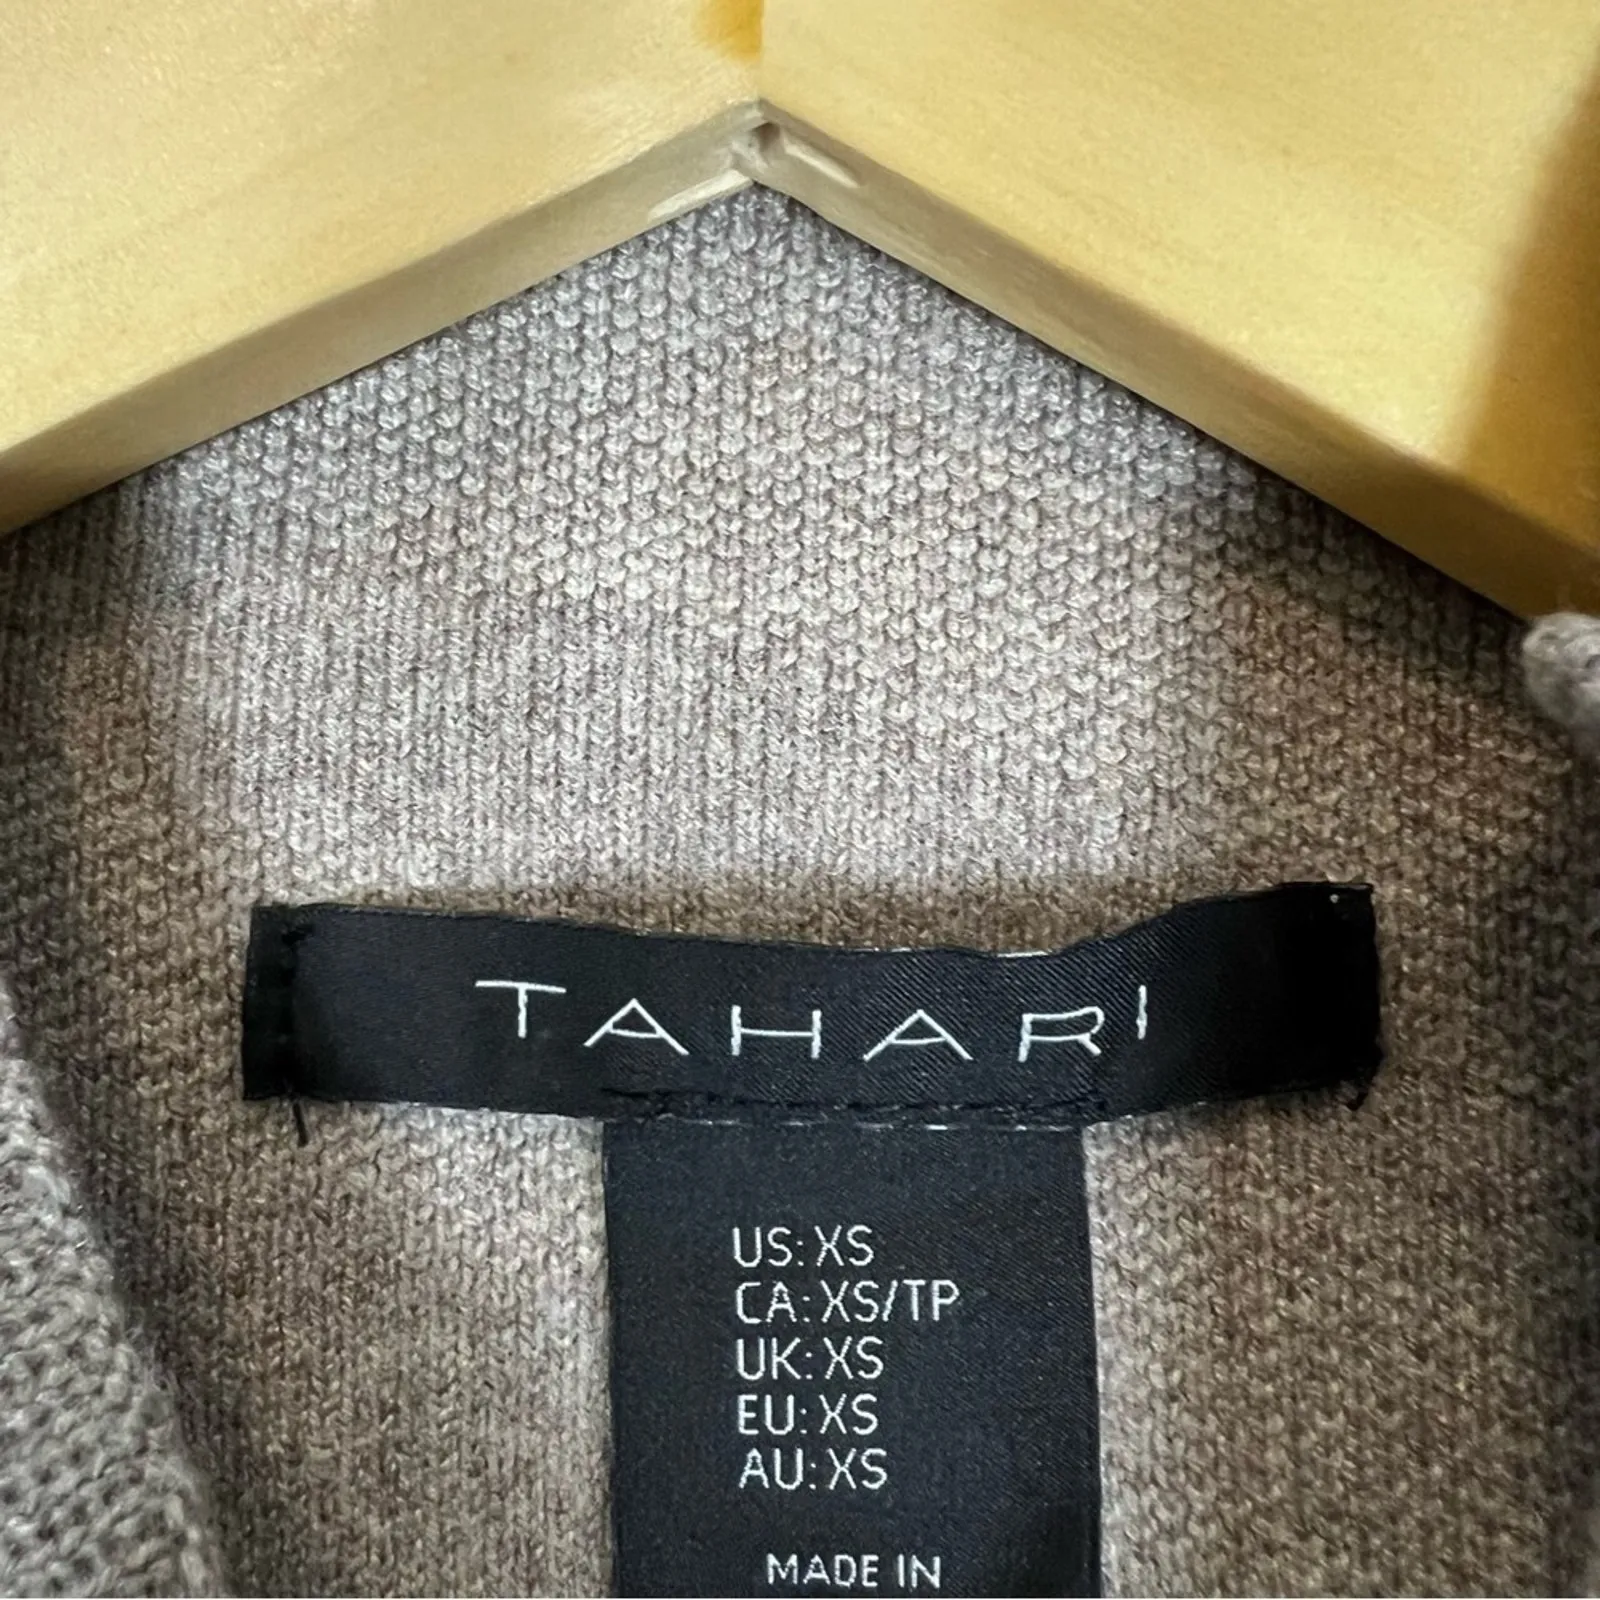 TAHARI
US: XS
CA: XS/TP
UK: XS
EU: XS
AU: XS
MADE IN